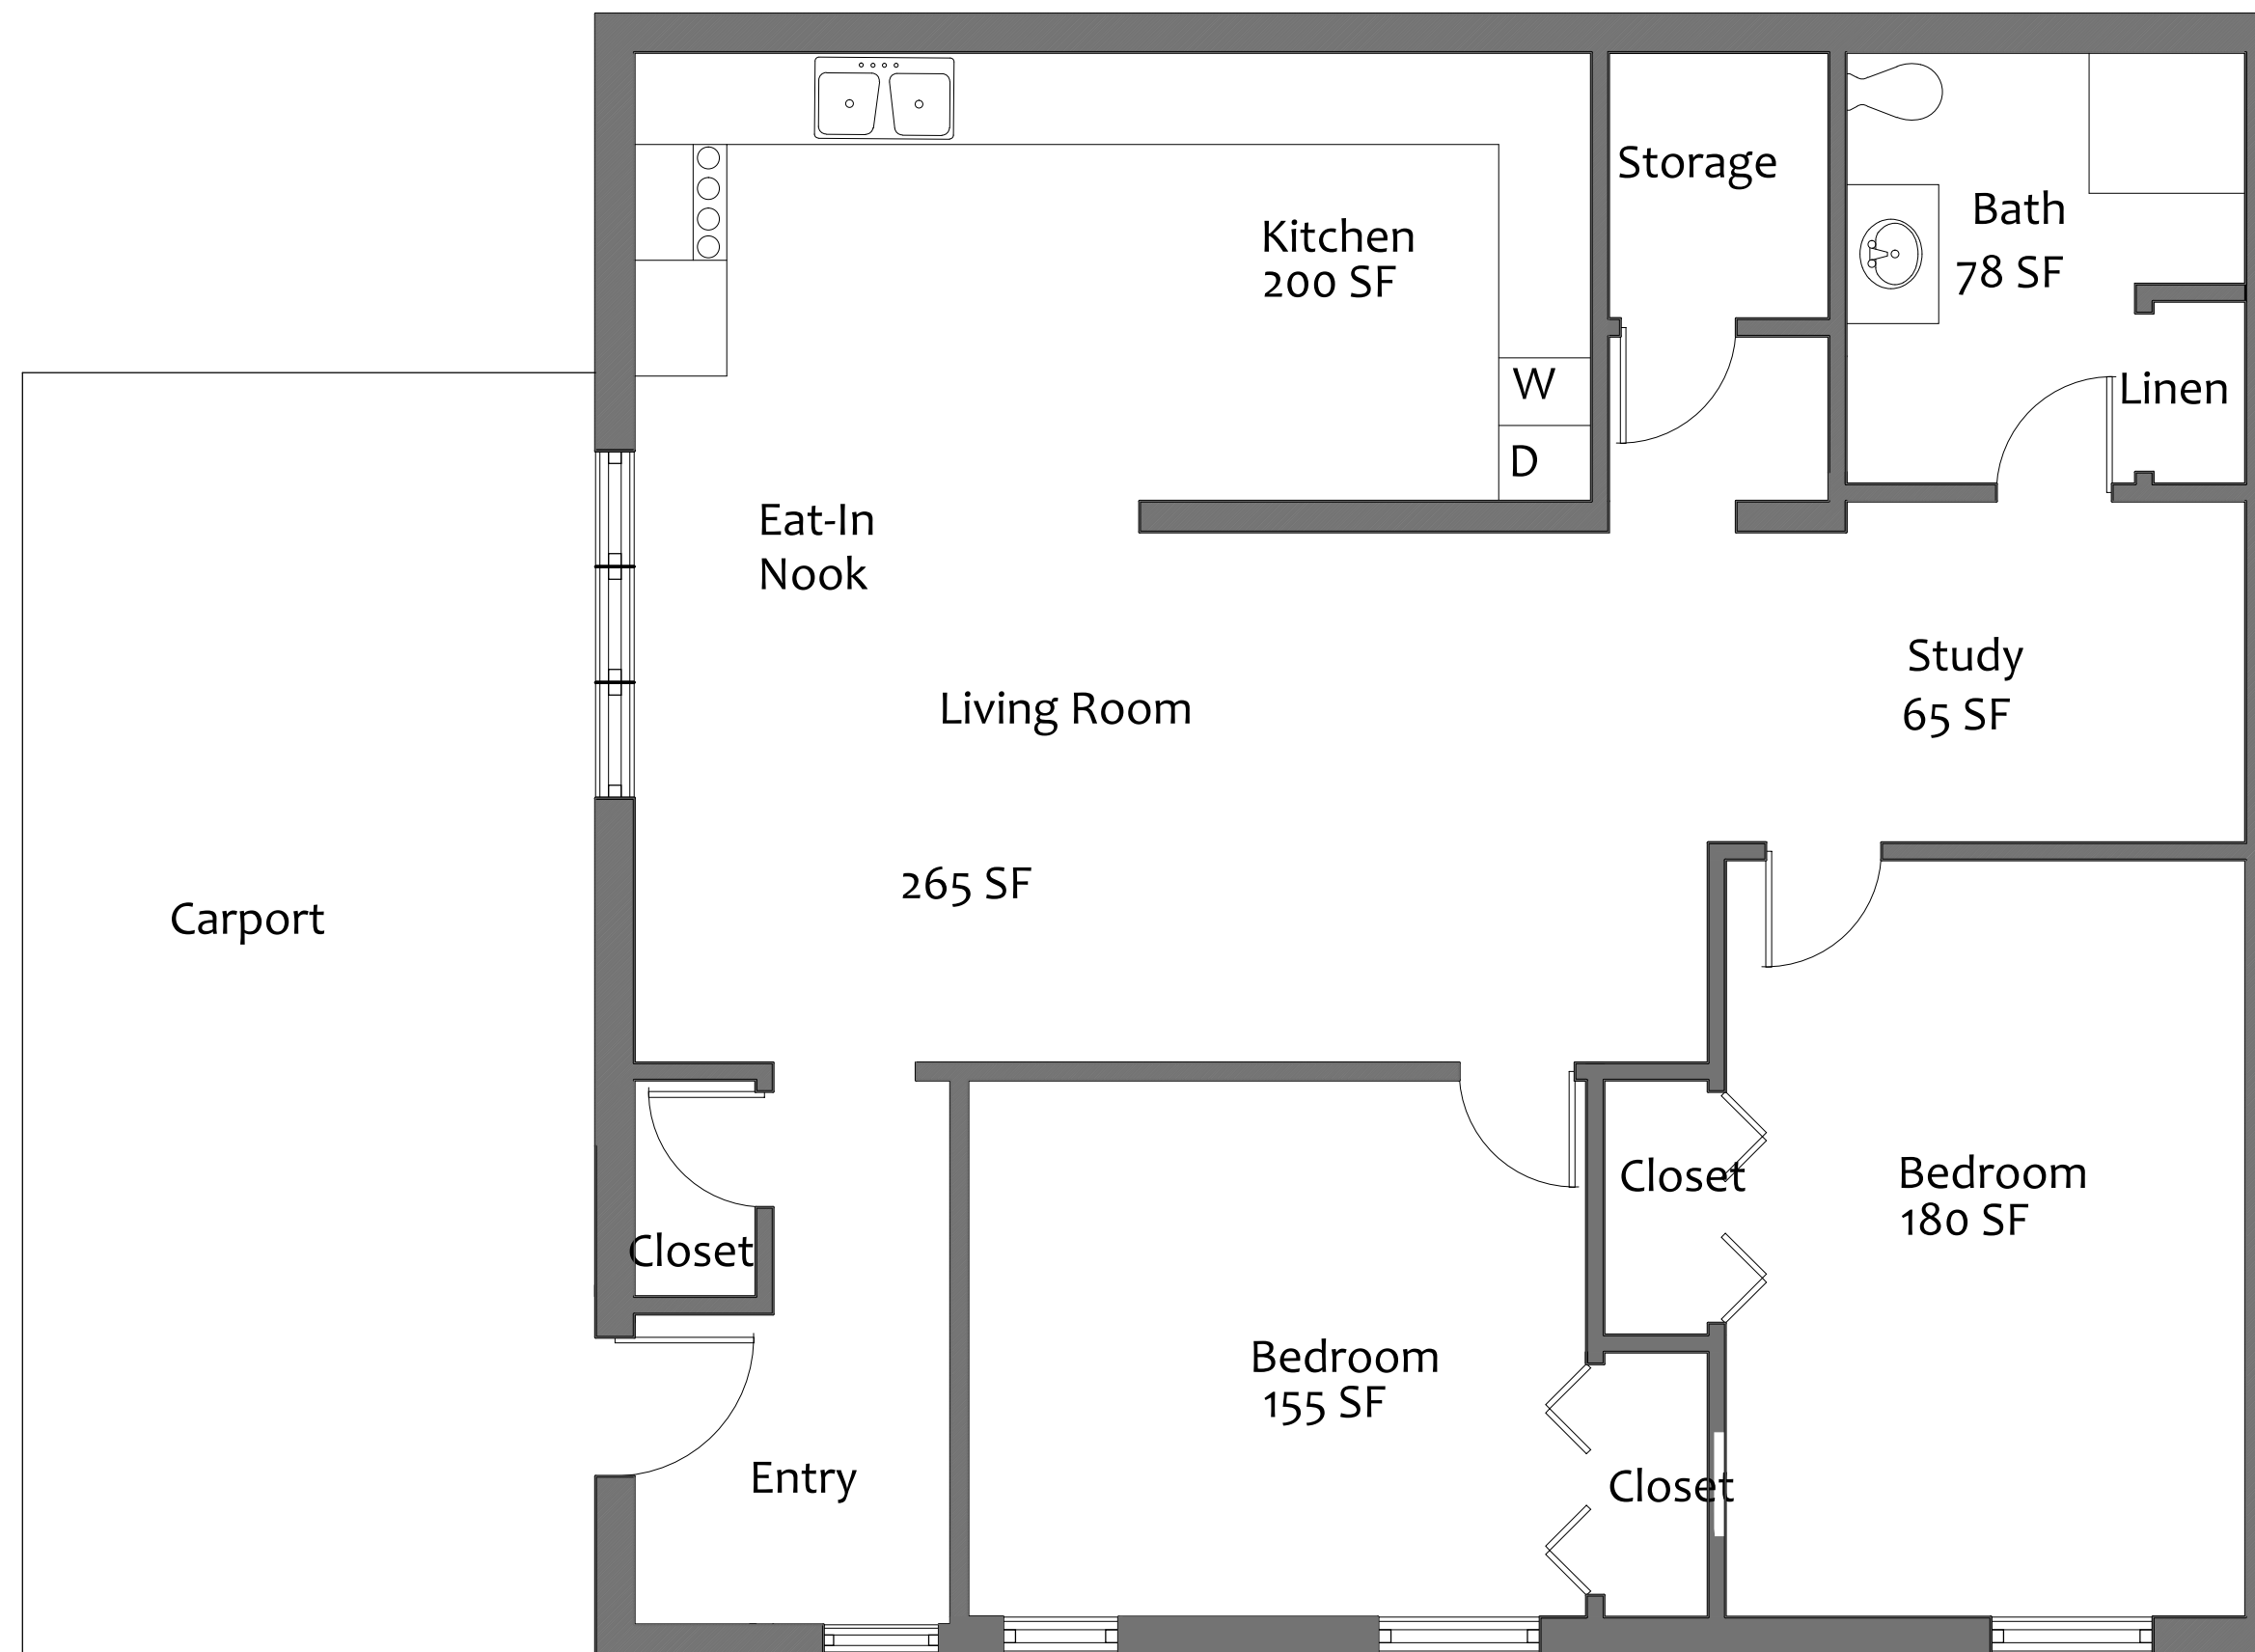 Storage
Bath
78 SF
Kitchen
200 SF
W
Linen
D
Eat-In
Nook
Study
65 SF
Living Room
265 SF
Carport
Closet
Bedroom
180 SF
Closet
Bedroom
155 SF
Closet
Entry